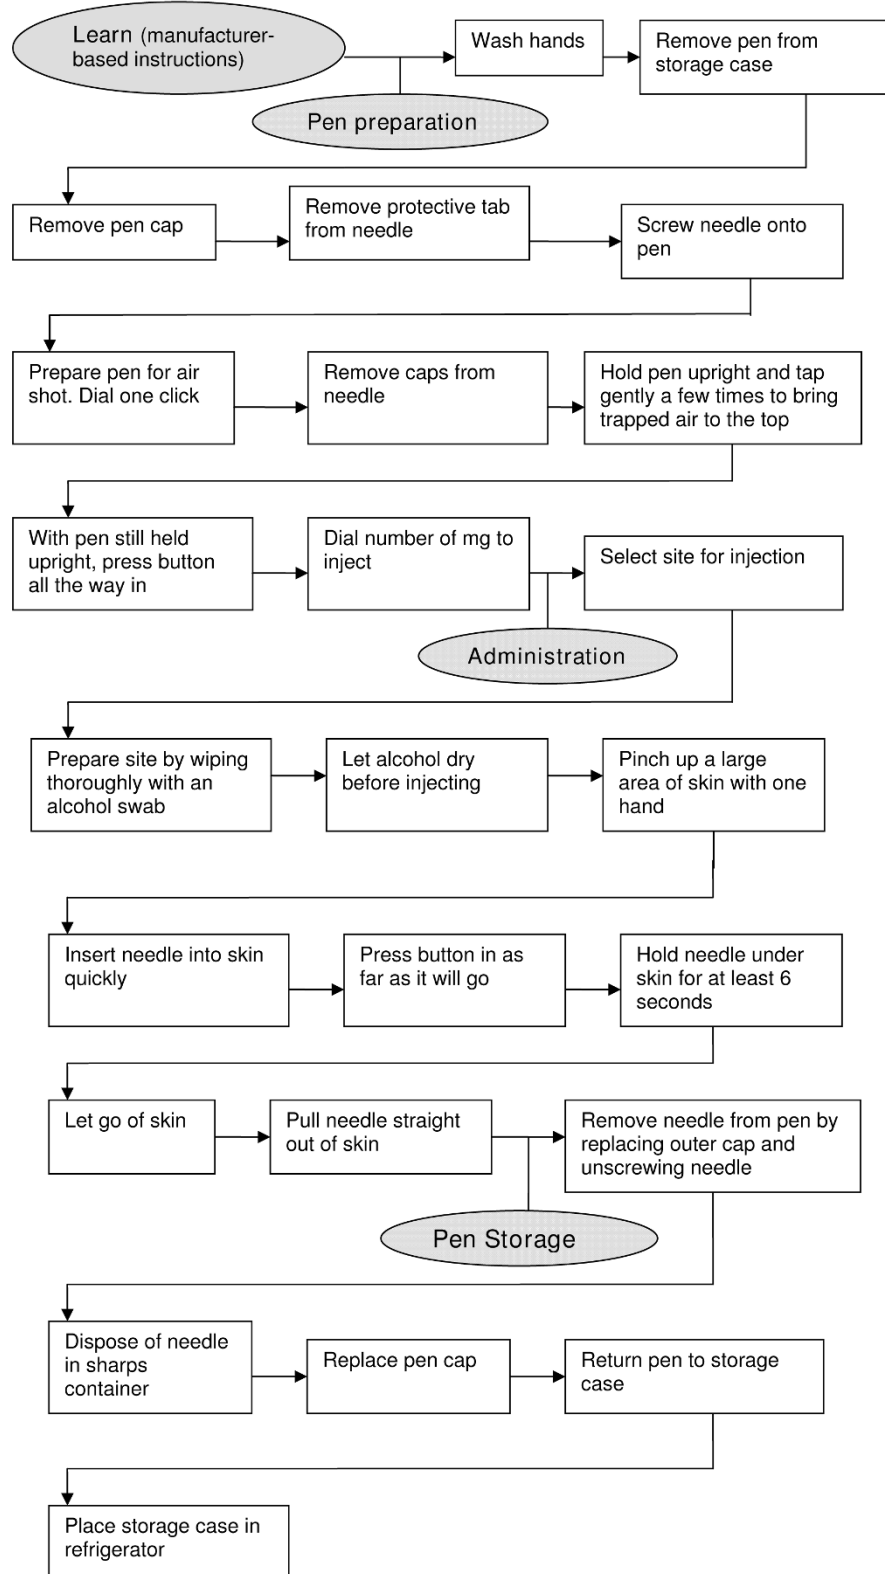 Learn (manufacturer-
based instructions)
Wash hands
Remove pen from
storage case
Pen preparation
Remove pen cap
Remove protective tab
from needle
Screw needle onto
pen
Prepare pen for air
shot. Dial one click
Remove caps from
needle
Hold pen upright and tap
gently a few times to bring
trapped air to the top
With pen still held
upright, press button
all the way in
Dial number of mg to
inject
Select site for injection
Administration
Prepare site by wiping
thoroughly with an
alcohol swab
Let alcohol dry
before injecting
Pinch up a large
area of skin with one
hand
Insert needle into skin
quickly
Press button in as
far as it will go
Hold needle under
skin for at least 6
seconds
Let go of skin
Pull needle straight
out of skin
Remove needle from pen by
replacing outer cap and
unscrewing needle
Pen Storage
Dispose of needle
in sharps
container
Replace pen cap
Return pen to storage
case
Place storage case in
refrigerator